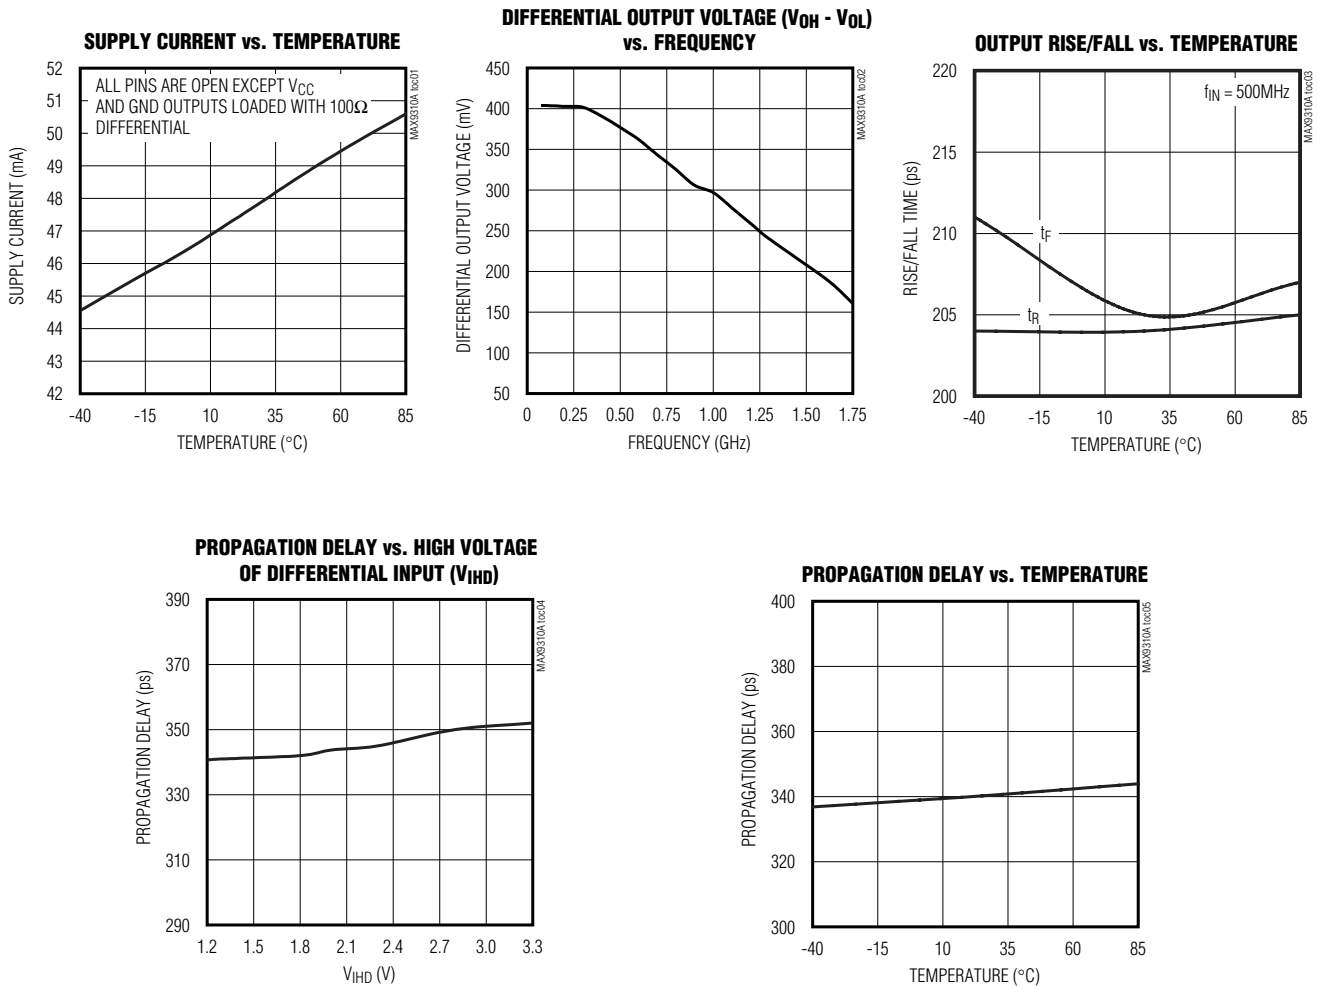 SUPPLY CURRENT vs. TEMPERATURE
52
51
50
49
48
47
46
45
44
43
42
SUPPLY CURRENT (mA)
ALL PINS ARE OPEN EXCEPT VCC
AND GND OUTPUTS LOADED WITH 100Ω
DIFFERENTIAL
MAX9310A toc01
-40 -15 10 35 60 85
TEMPERATURE (°C)
DIFFERENTIAL OUTPUT VOLTAGE (VOH - VOL)
vs. FREQUENCY
450
400
350
300
250
200
150
100
50
DIFFERENTIAL OUTPUT VOLTAGE (mV)
MAX9310A toc02
0 0.25 0.50 0.75 1.00 1.25 1.50 1.75
FREQUENCY (GHz)
OUTPUT RISE/FALL vs. TEMPERATURE
220
215
210
205
200
RISE/FALL TIME (ps)
fIN = 500MHz
tF
tR
MAX9310A toc03
-40 -15 10 35 60 85
TEMPERATURE (°C)
PROPAGATION DELAY vs. HIGH VOLTAGE
OF DIFFERENTIAL INPUT (VIHD)
390
370
350
330
310
290
PROPAGATION DELAY (ps)
MAX9310A toc04
1.2 1.5 1.8 2.1 2.4 2.7 3.0 3.3
VIHD (V)
PROPAGATION DELAY vs. TEMPERATURE
400
380
360
340
320
300
PROPAGATION DELAY (ps)
MAX9310A toc05
-40 -15 10 35 60 85
TEMPERATURE (°C)